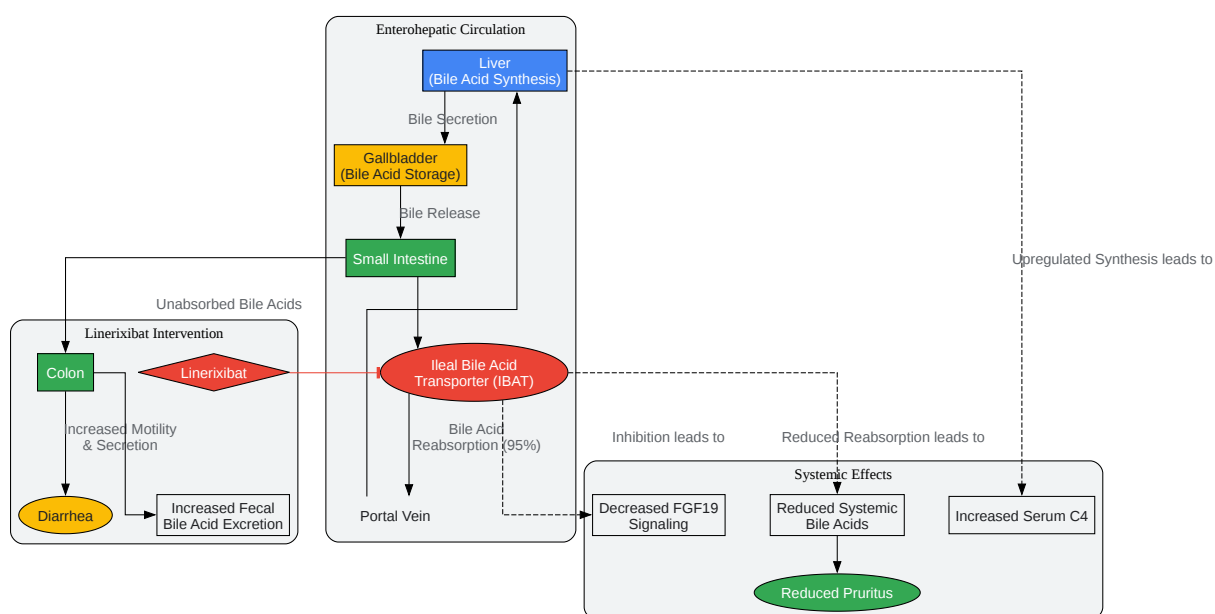 Enterohepatic Circulation
Liver
(Bile Acid Synthesis)
Bile Secretion
Gallbladder
(Bile Acid Storage)
Bile Release
Small Intestine
Upregulated Synthesis leads to
Unabsorbed Bile Acids
Linerixibat Intervention
Colon
Linerixibat
Ileal Bile Acid
Transporter (IBAT)
Increased Motility
& Secretion
Bile Acid
Reabsorption (95%)
Inhibition leads to
Reduced Reabsorption leads to
Systemic Effects
Diarrhea
Increased Fecal
Bile Acid Excretion
Portal Vein
Decreased FGF19
Signaling
Reduced Systemic
Bile Acids
Increased Serum C4
Reduced Pruritus